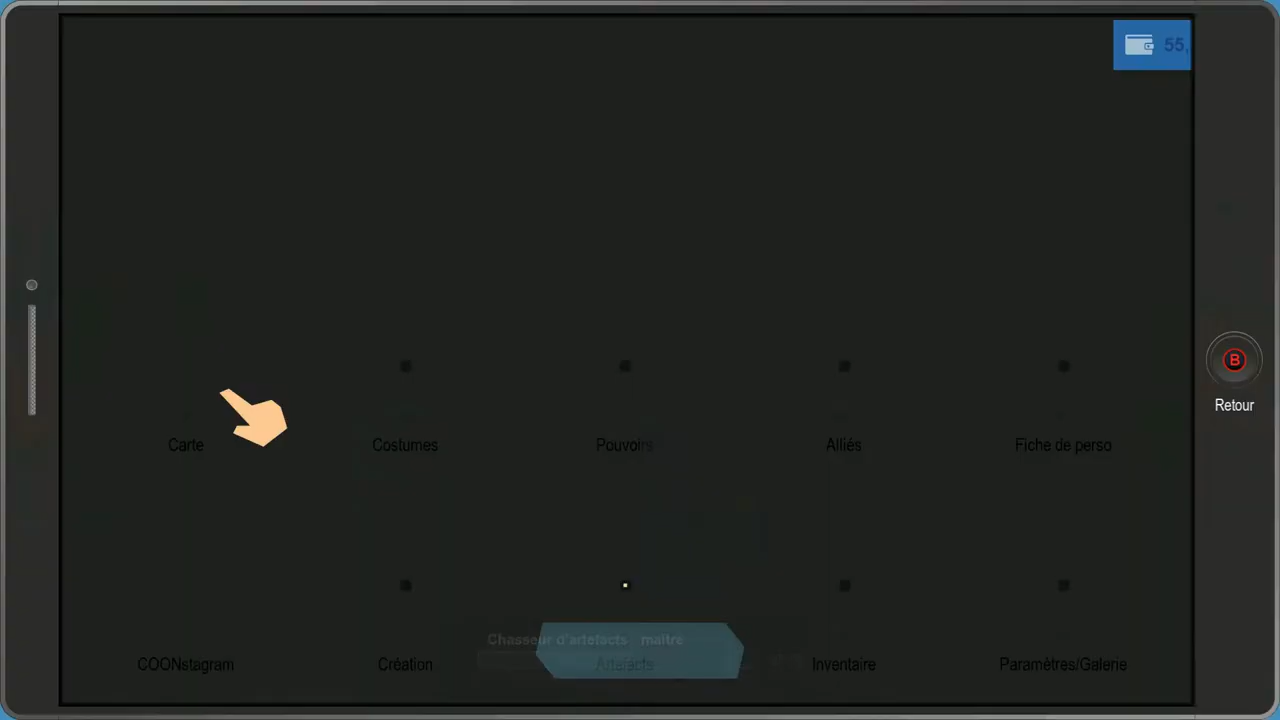 55,
B
Retour
Carte
Costumes
Pouvoirs
Alliés
Fiche de perso
Chasseur d'artefacts maître
COONstagram
Création
Artefacts
Inventaire
Paramètres/Galerie